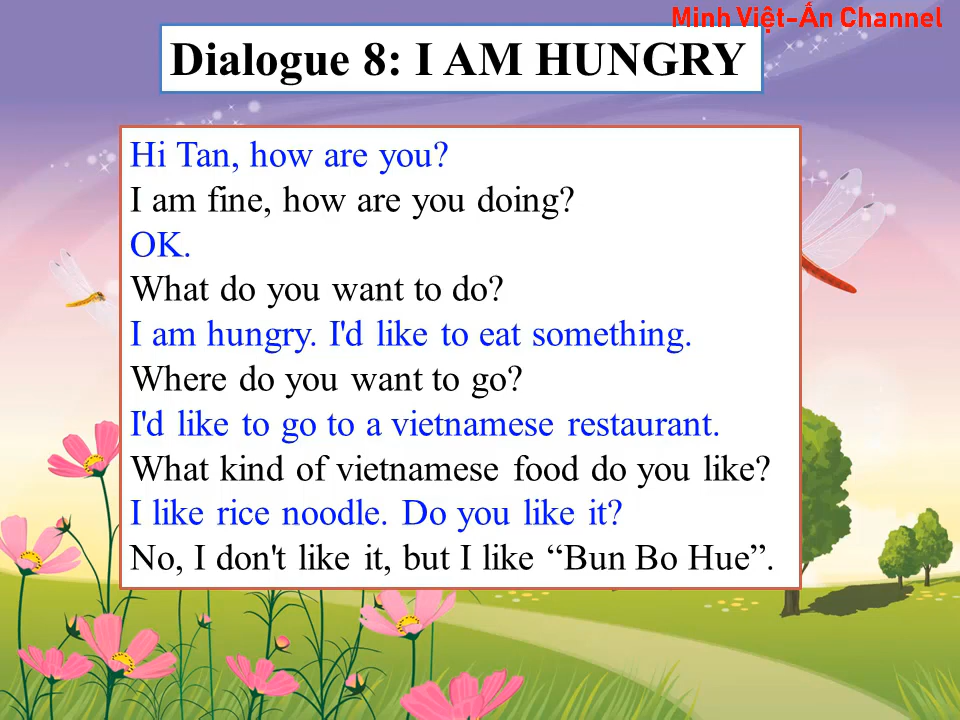 Minh Việt-Ấn Channel
Dialogue 8: I AM HUNGRY
Hi Tan, how are you?
I am fine, how are you doing?
OK.
What do you want to do?
I am hungry. I'd like to eat something.
Where do you want to go?
I'd like to go to a vietnamese restaurant.
What kind of vietnamese food do you like?
I like rice noodle. Do you like it?
No, I don't like it, but I like “Bun Bo Hue”.